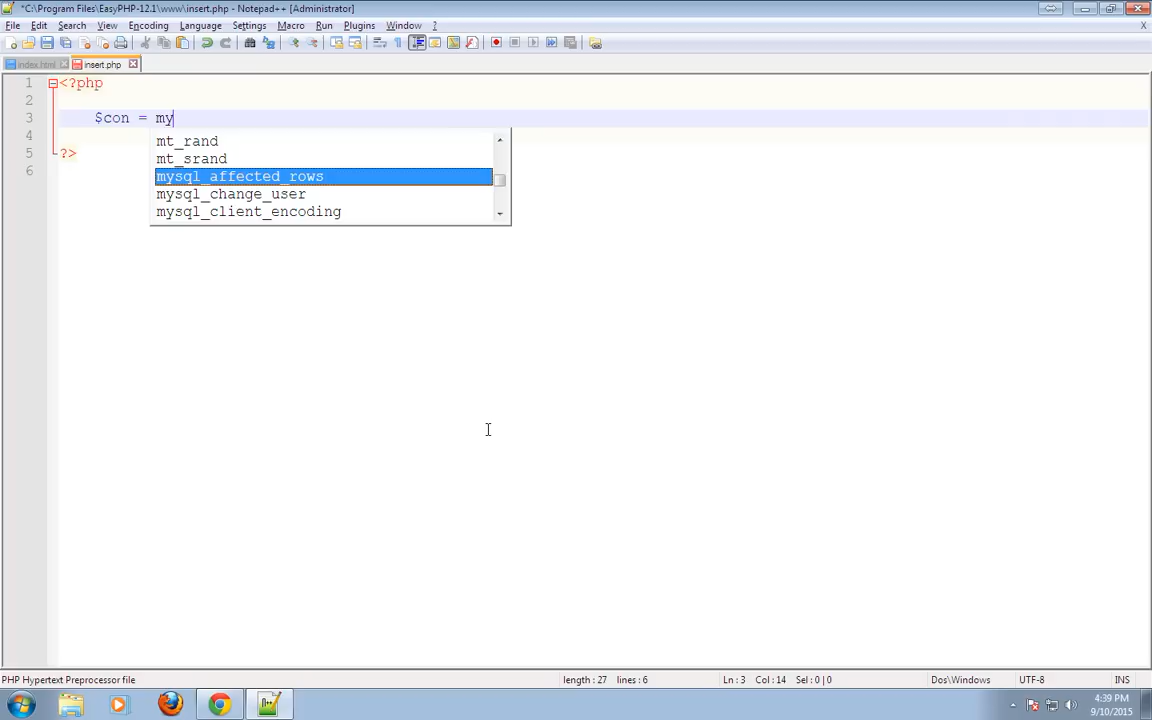 *C:\Program Files\EasyPHP-12.1\www\insert.php - Notepad++ [Administrator]
File Edit Search View Encoding Language Settings Macro Run Plugins Window ? X
index.html insert.php
1 <?php
2
3 $con = my
4
5 ?>
6
mt_rand
mt_srand
mysql_affected_rows
mysql_change_user
mysql_client_encoding
PHP Hypertext Preprocessor file length : 27 lines : 6 Ln : 3 Col : 14 Sel : 0 | 0 Dos\Windows UTF-8 INS
4:39 PM
9/10/2015